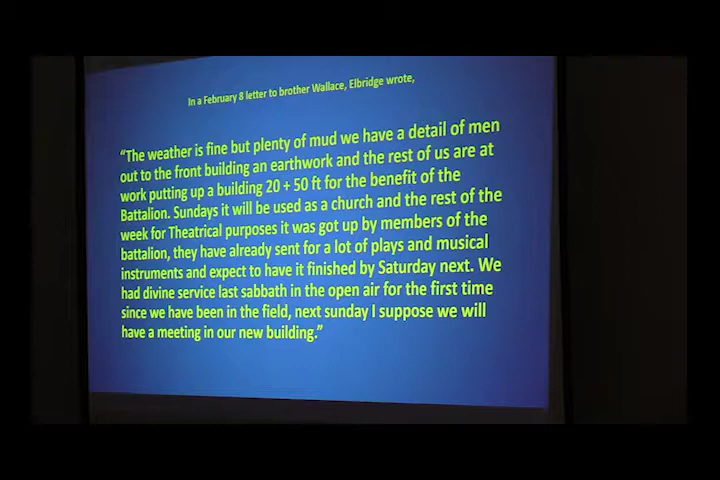 In a February 8 letter to brother Wallace, Elbridge wrote,
“The weather is fine but plenty of mud we have a detail of men
out to the front building an earthwork and the rest of us are at
work putting up a building 20 + 50 ft for the benefit of the
Battalion. Sundays it will be used as a church and the rest of the
week for Theatrical purposes it was got up by members of the
battalion, they have already sent for a lot of plays and musical
instruments and expect to have it finished by Saturday next. We
had divine service last sabbath in the open air for the first time
since we have been in the field, next sunday I suppose we will
have a meeting in our new building.”